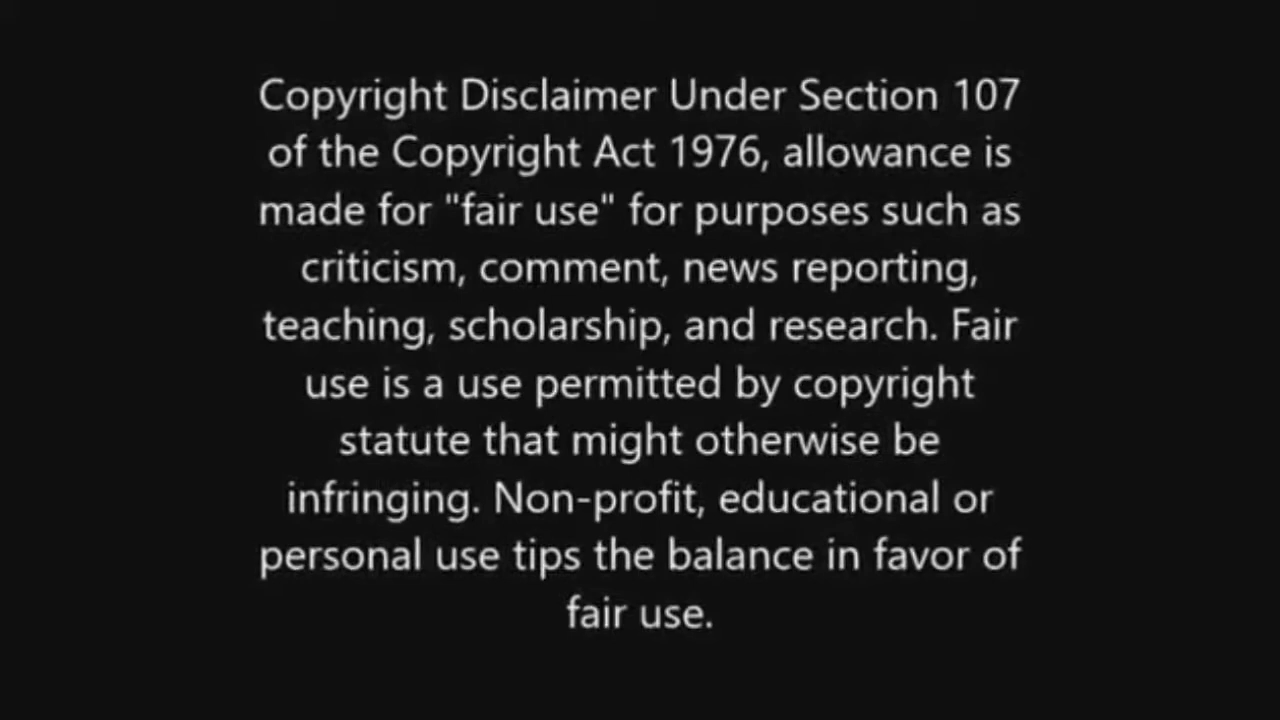 Copyright Disclaimer Under Section 107
of the Copyright Act 1976, allowance is
made for "fair use" for purposes such as
criticism, comment, news reporting,
teaching, scholarship, and research. Fair
use is a use permitted by copyright
statute that might otherwise be
infringing. Non-profit, educational or
personal use tips the balance in favor of
fair use.